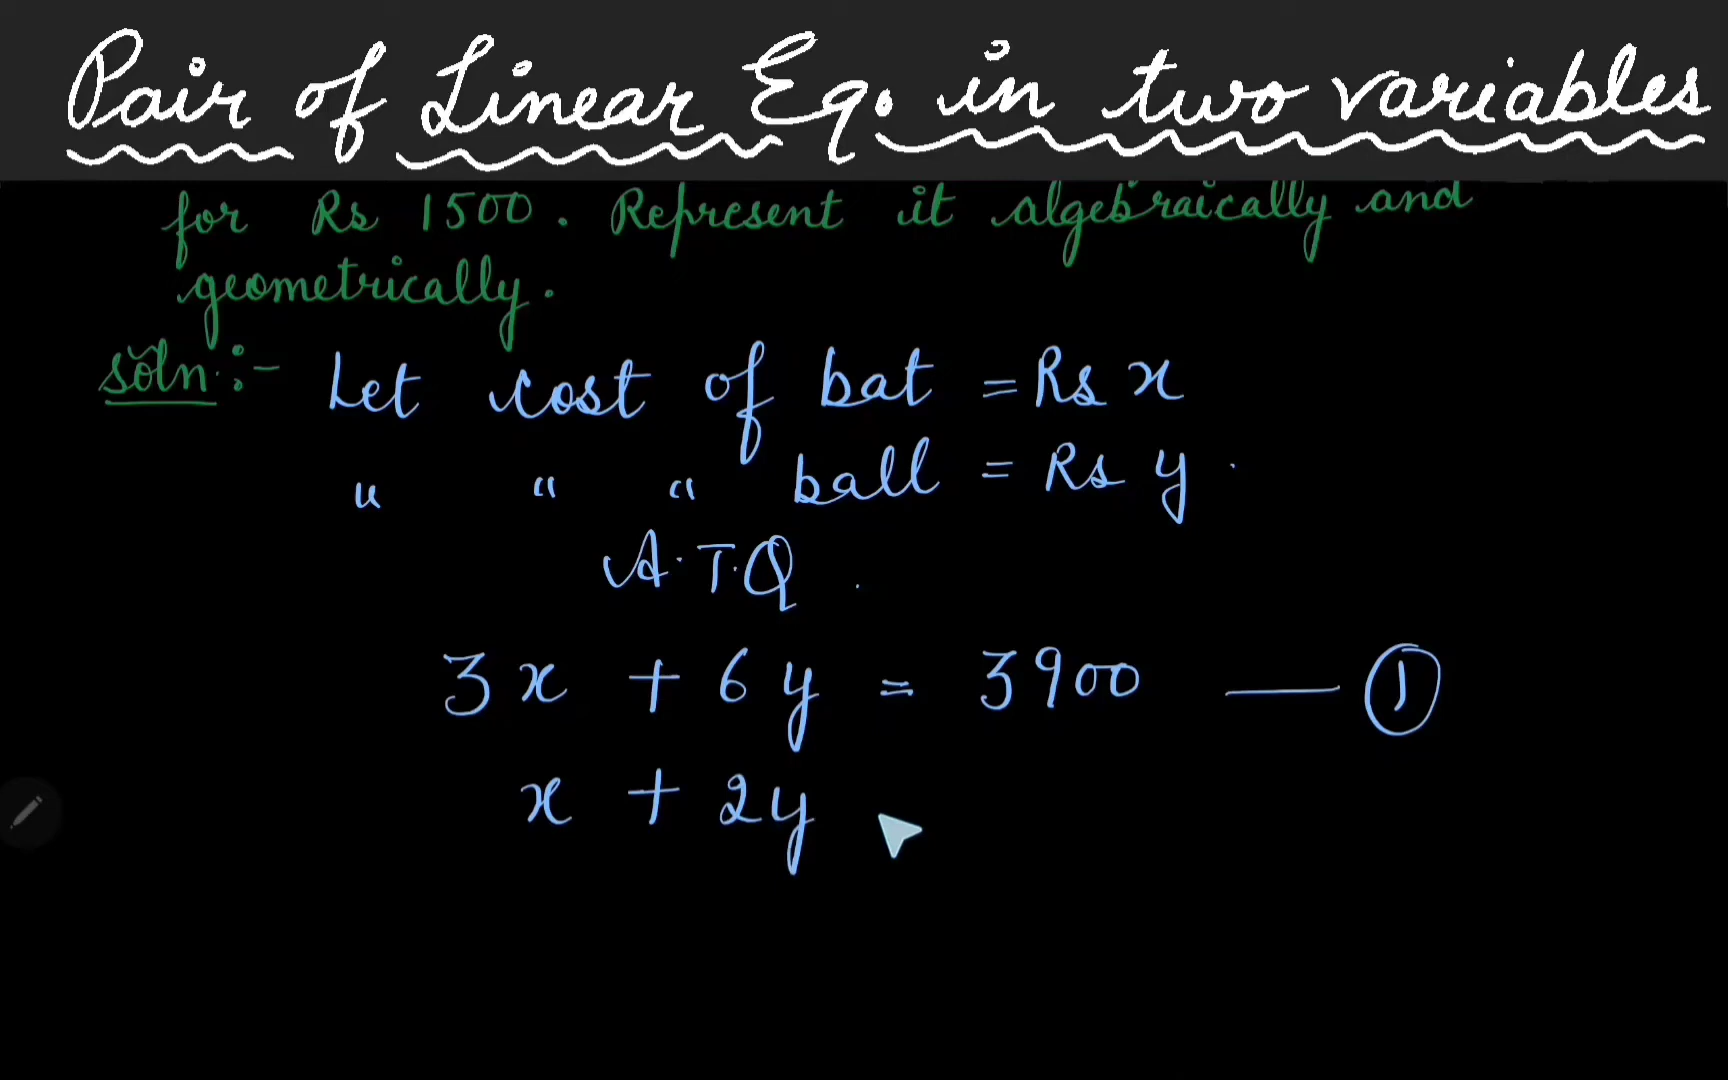 Pair of Linear Eq. in two variables
for Rs 1500. Represent it algebraically and
geometrically.
soln:- Let cost of bat = Rs x
" " " ball = Rs y.
A.T.Q.
3x + 6y = 3900 — ①
x + 2y